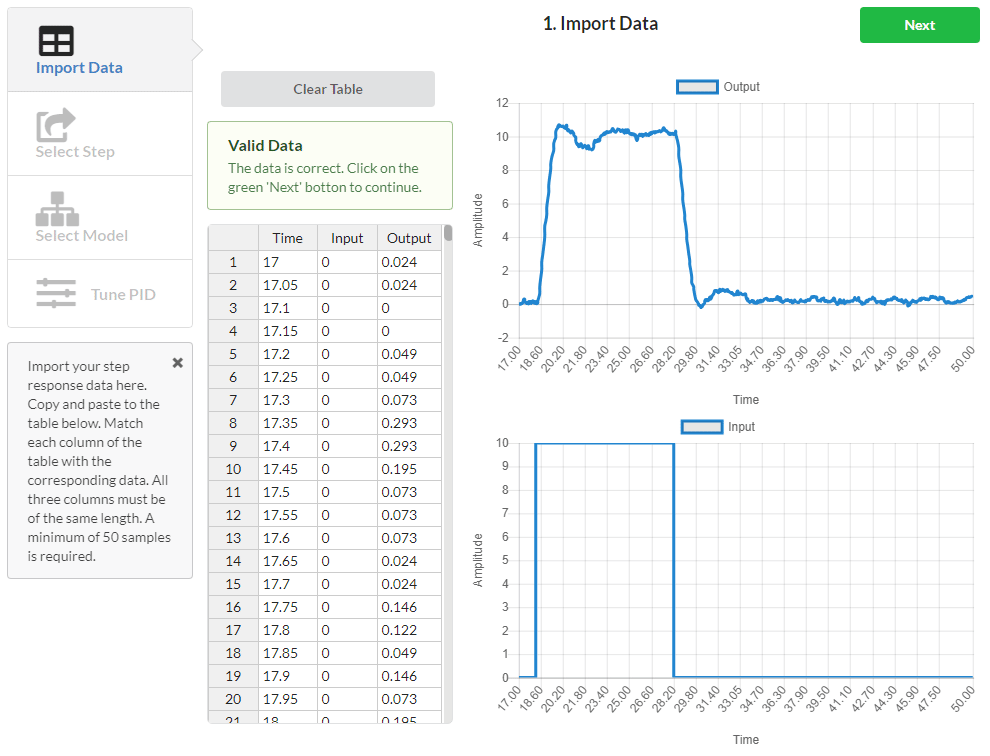 Import Data
Select Step
Select Model
Tune PID
Import your step
response data here.
Copy and paste to the
table below. Match
each column of the
table with the
corresponding data. All
three columns must be
of the same length. A
minimum of 50 samples
is required.
1. Import Data
Next
Clear Table
Valid Data
The data is correct. Click on the
green 'Next' botton to continue.
Time Input Output
1 17 0 0.024
2 17.05 0 0.024
3 17.1 0 0
4 17.15 0 0
5 17.2 0 0.049
6 17.25 0 0.049
7 17.3 0 0.073
8 17.35 0 0.293
9 17.4 0 0.293
10 17.45 0 0.195
11 17.5 0 0.073
12 17.55 0 0.073
13 17.6 0 0.073
14 17.65 0 0.024
15 17.7 0 0.024
16 17.75 0 0.146
17 17.8 0 0.122
18 17.85 0 0.049
19 17.9 0 0.146
20 17.95 0 0.073
21 18 0 0.195
Output
Amplitude
12
10
8
6
4
2
0
-2
17.00 18.60 20.20 21.80 23.40 25.00 26.60 28.20 29.80 31.40 33.05 34.70 36.30 37.90 39.50 41.10 42.70 44.30 45.90 47.50 50.00
Time
Input
Amplitude
10
9
8
7
6
5
4
3
2
1
0
17.00 18.60 20.20 21.80 23.40 25.00 26.60 28.20 29.80 31.40 33.05 34.70 36.30 37.90 39.50 41.10 42.70 44.30 45.90 47.50 50.00
Time